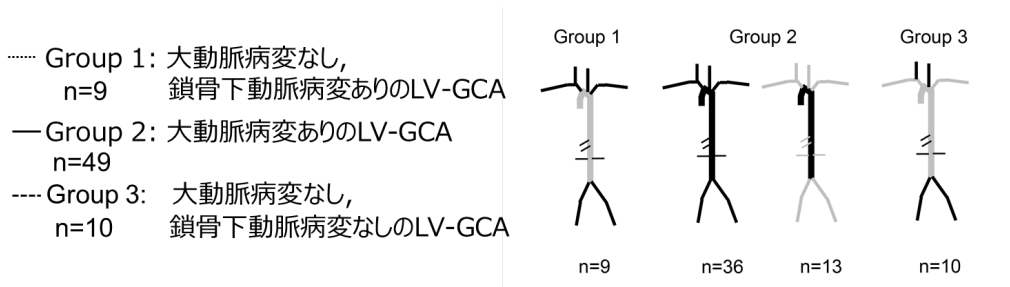 Group 1: 大動脈病変なし,
n=9 鎖骨下動脈病変ありのLV-GCA
Group 2: 大動脈病変ありのLV-GCA
n=49
Group 3: 大動脈病変なし,
n=10 鎖骨下動脈病変なしのLV-GCA
Group 1 Group 2 Group 3
n=9 n=36 n=13 n=10